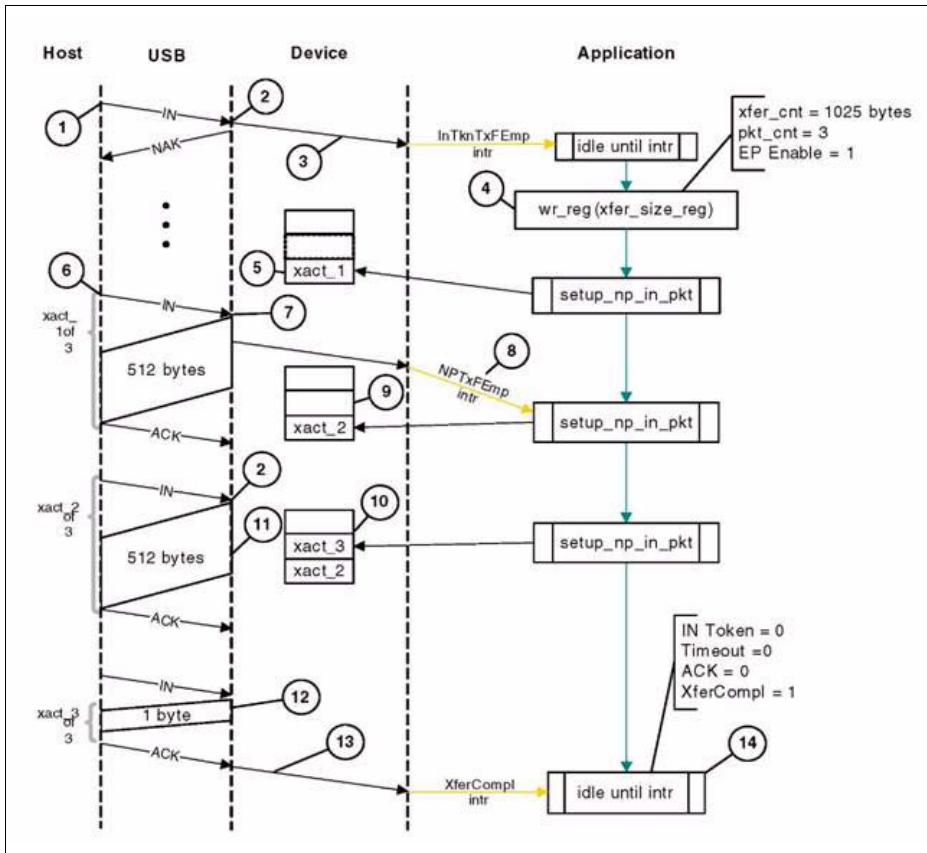 Host USB Device Application
1
IN
2
NAK
3
InTknTxFEmp
intr
idle until intr
xfer_cnt = 1025 bytes
pkt_cnt = 3
EP Enable = 1
4
wr_reg(xfer_size_reg)
5
xact_1
setup_np_in_pkt
6
IN
7
xact_
1of
3
512 bytes
8
NPTxFEmp
intr
9
xact_2
setup_np_in_pkt
ACK
IN
2
xact_2
of
3
512 bytes
11
10
xact_3
xact_2
setup_np_in_pkt
ACK
IN Token = 0
Timeout =0
ACK = 0
XferCompl = 1
IN
12
xact_3
of
3
1 byte
ACK
13
XferCompl
intr
idle until intr
14